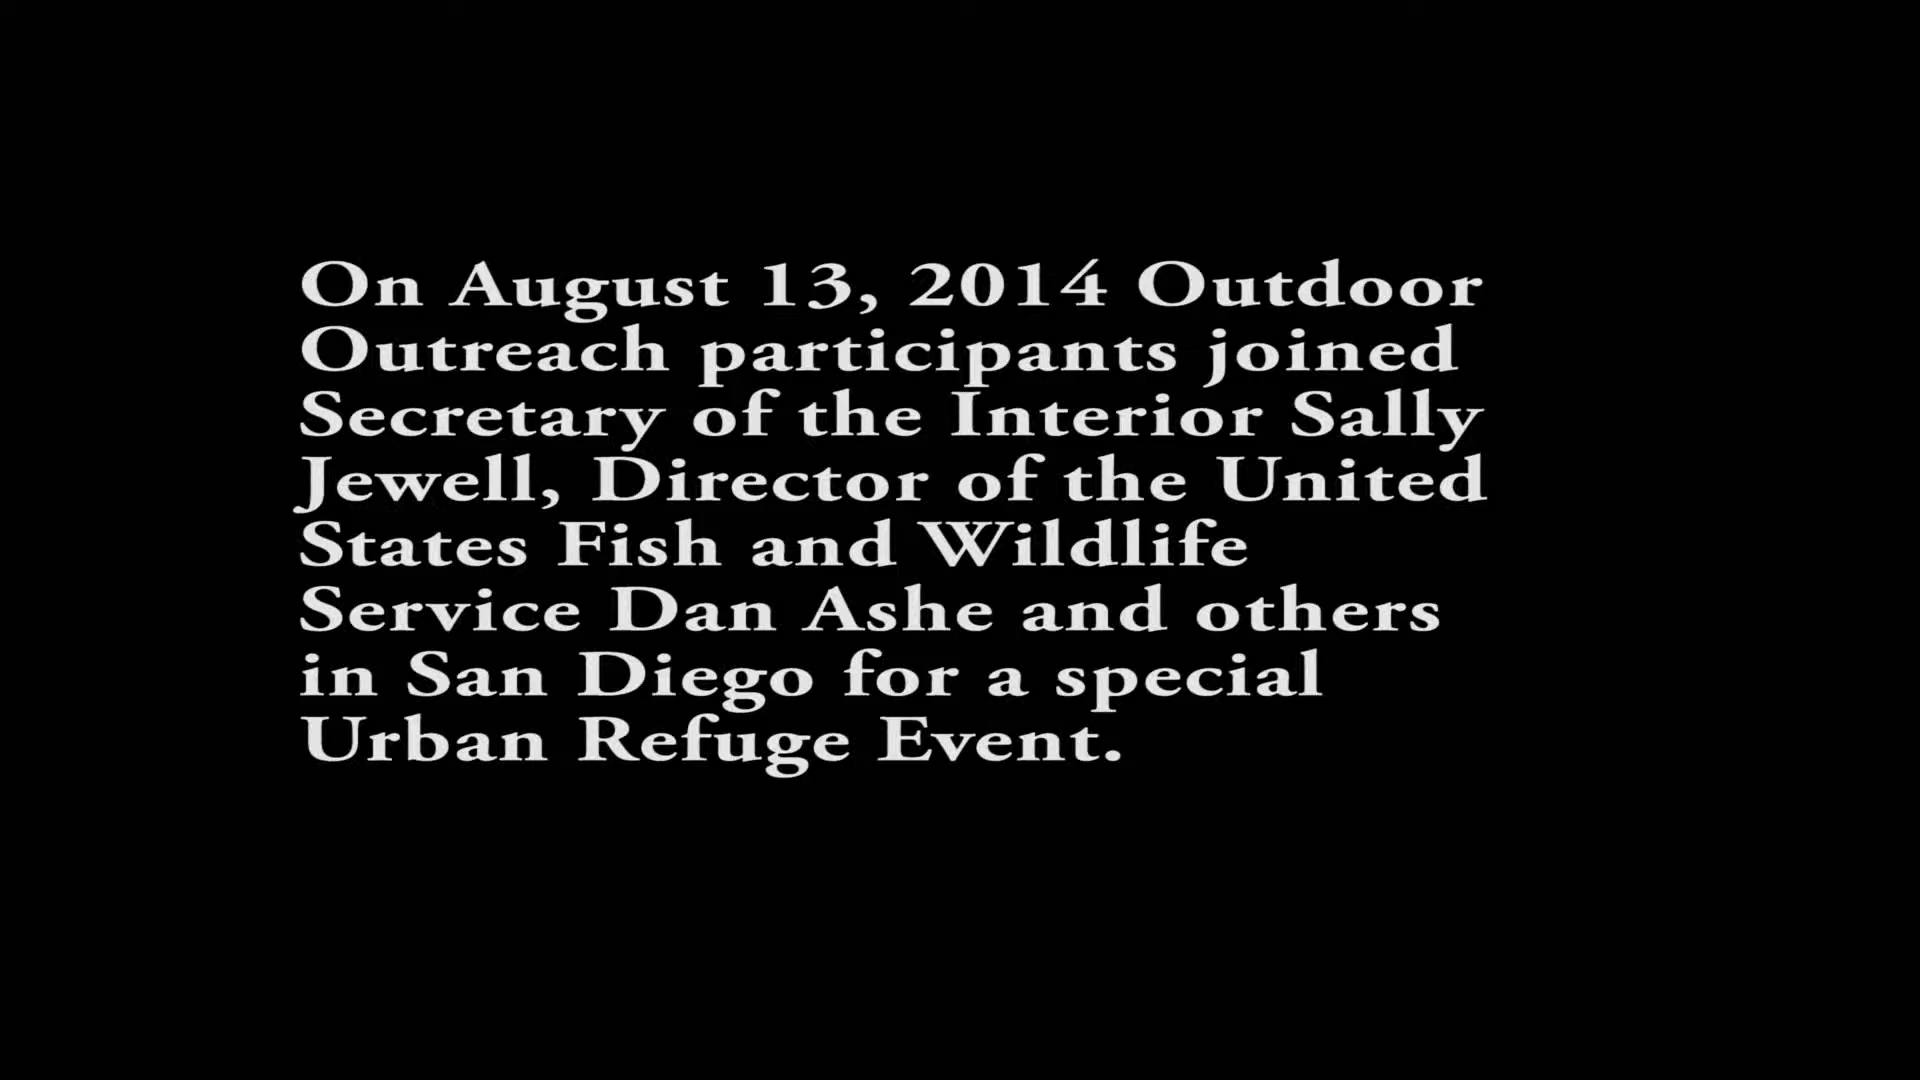 On August 13, 2014 Outdoor
Outreach participants joined
Secretary of the Interior Sally
Jewell, Director of the United
States Fish and Wildlife
Service Dan Ashe and others
in San Diego for a special
Urban Refuge Event.